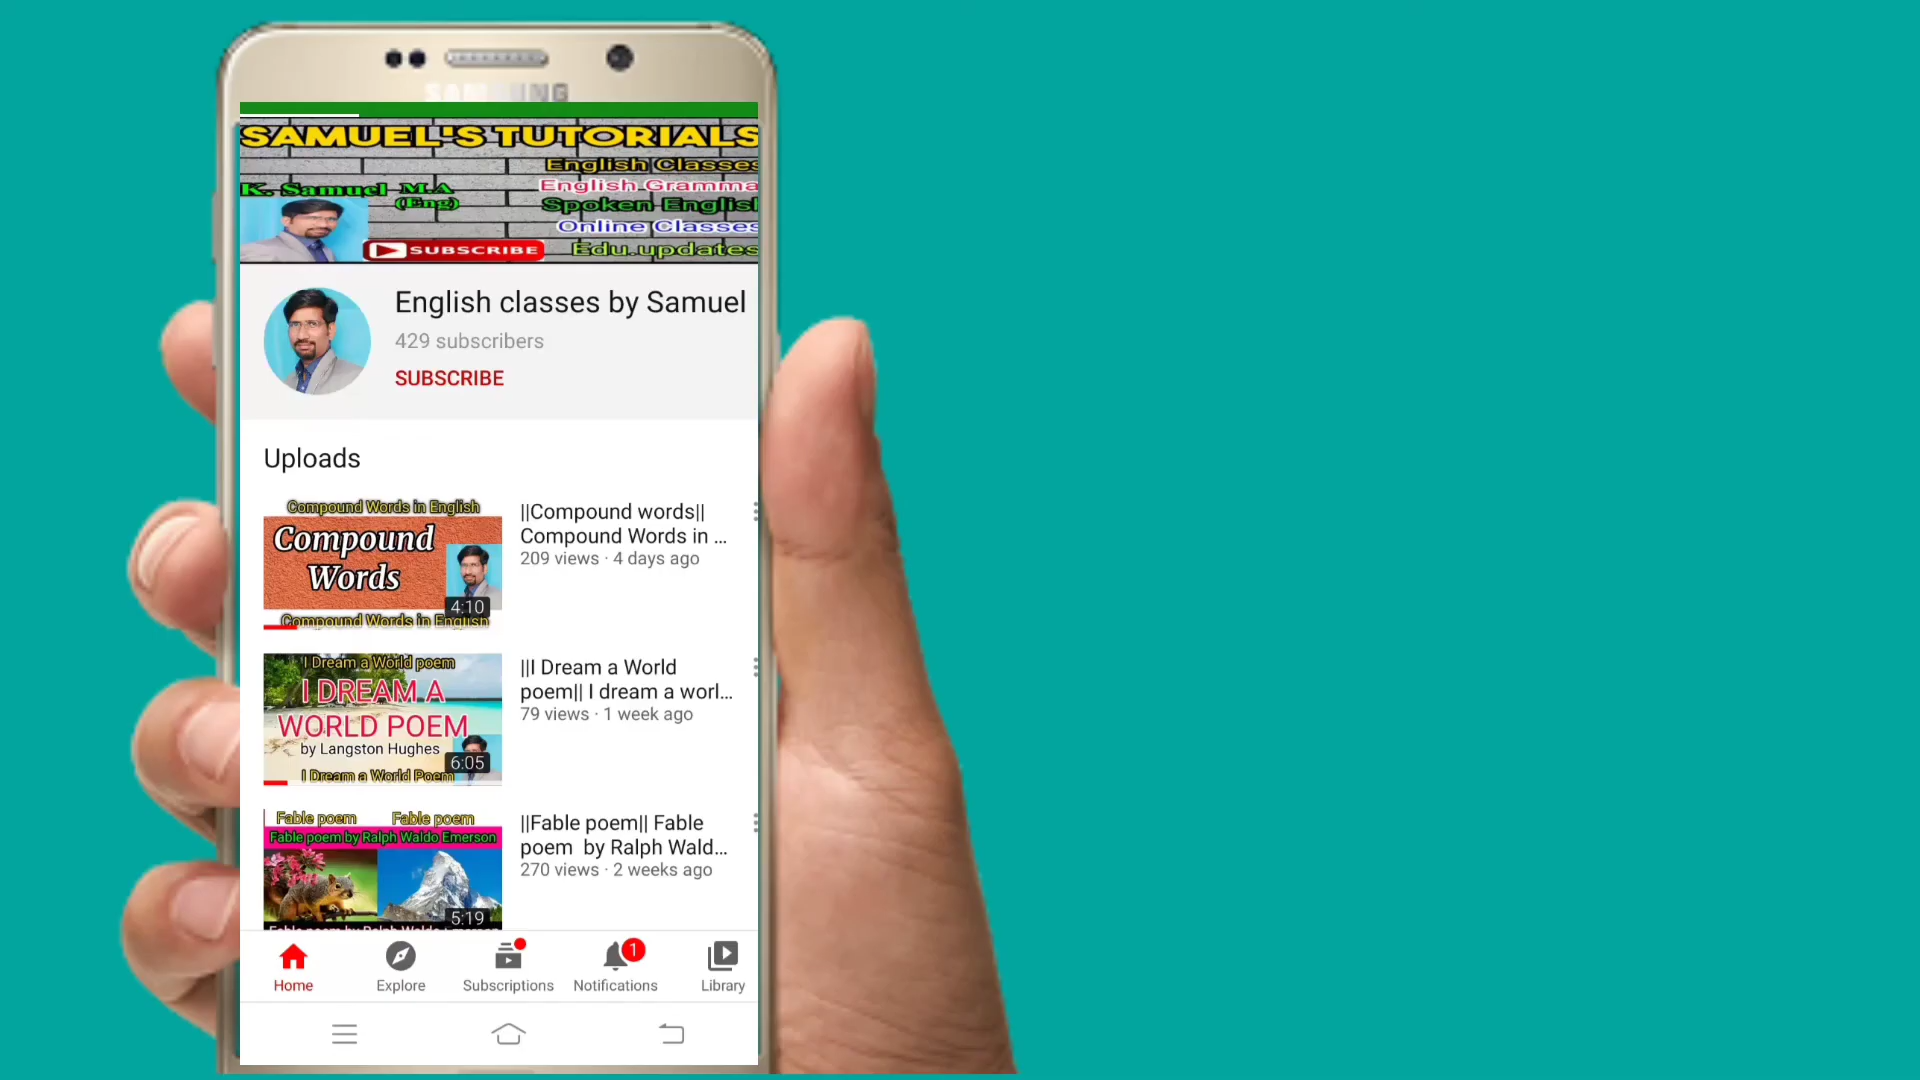 SAMSUNG
SAMUEL'S TUTORIALS
English Classes
K. Samuel M.A
English Gramma
(Eng)
Spoken English
Online Classes
SUBSCRIBE
Edu.updates
English classes by Samuel
429 subscribers
SUBSCRIBE
Uploads
Compound Words in English
Compound
Words
4:10
Compound Words in English
||Compound words||
Compound Words in ...
209 views · 4 days ago
I Dream a World poem
I DREAM A
WORLD POEM
by Langston Hughes
6:05
I Dream a World Poem
||I Dream a World
poem|| I dream a worl...
79 views · 1 week ago
Fable poem Fable poem
Fable poem by Ralph Waldo Emerson
5:19
||Fable poem|| Fable
poem by Ralph Wald...
270 views · 2 weeks ago
Home
Explore
Subscriptions
1
Notifications
Library